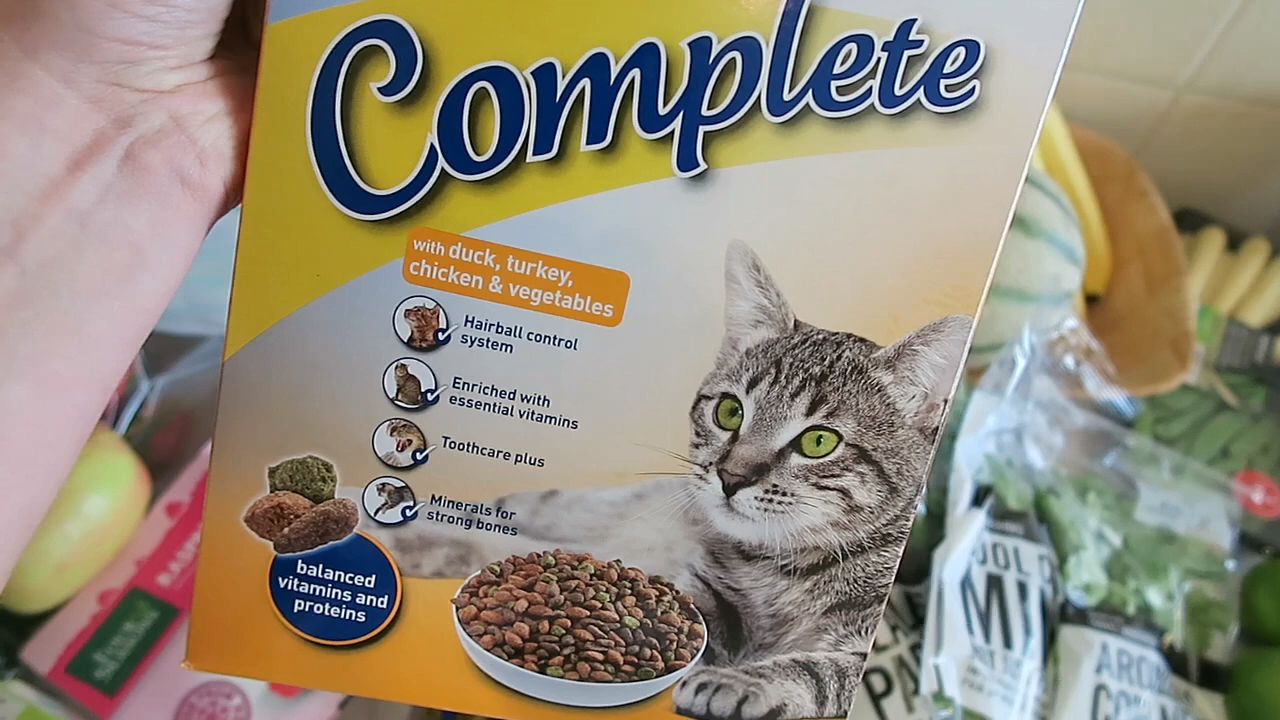 Complete
with duck, turkey,
chicken & vegetables
Hairball control
system
Enriched with
essential vitamins
Toothcare plus
Minerals for
strong bones
balanced
vitamins and
proteins